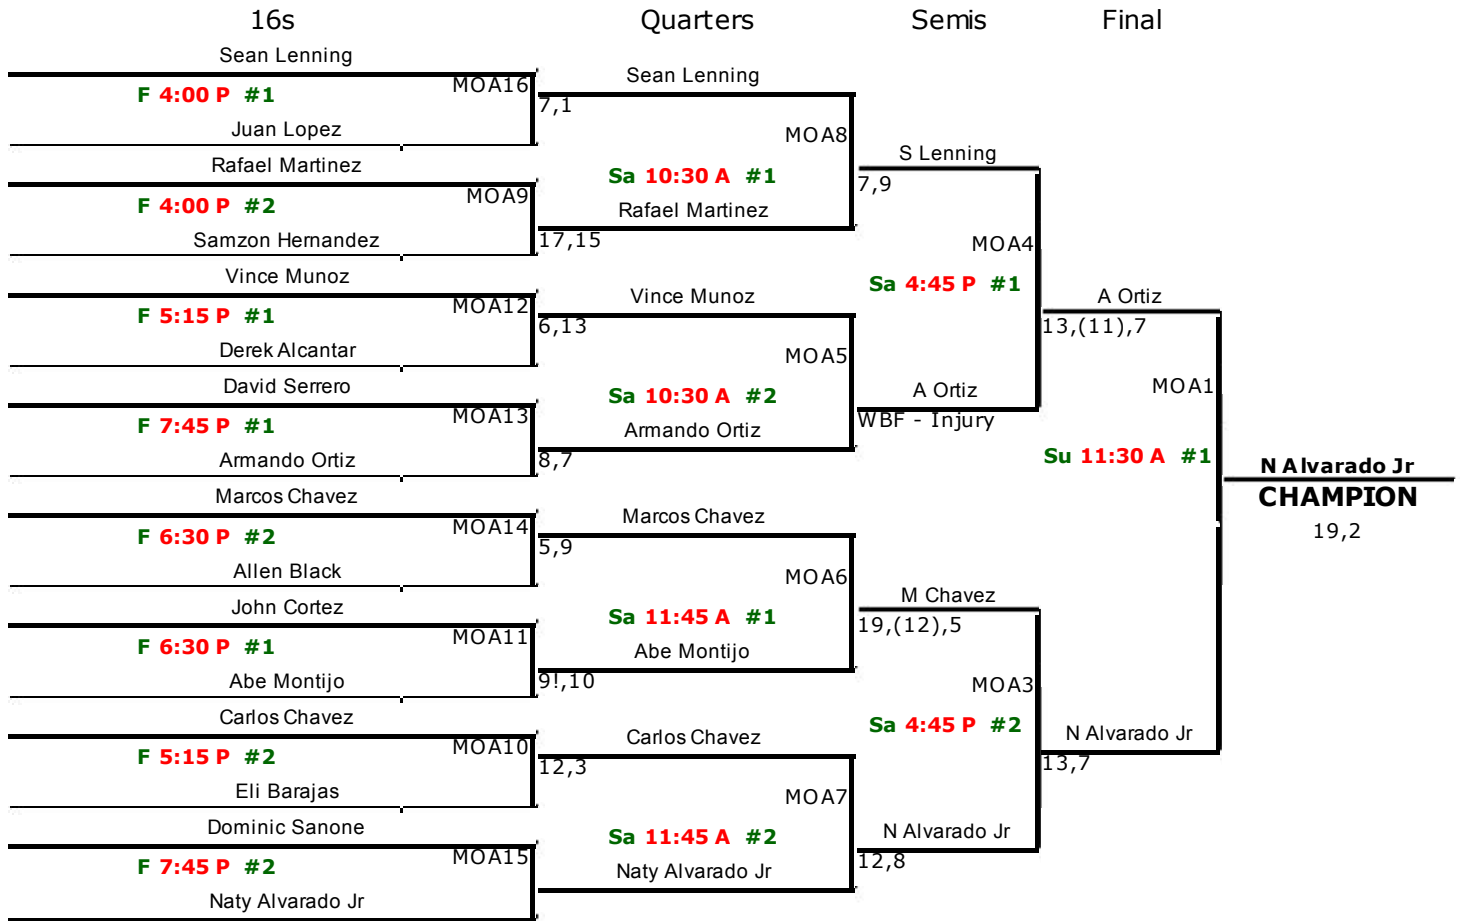 16s Quarters Semis Final
Sean Lenning
F 4:00 P #1
MOA16
Juan Lopez
Rafael Martinez
F 4:00 P #2
MOA9
Samzon Hernandez
Vince Munoz
F 5:15 P #1
MOA12
Derek Alcantar
David Serrero
F 7:45 P #1
MOA13
Armando Ortiz
Marcos Chavez
F 6:30 P #2
MOA14
Allen Black
John Cortez
F 6:30 P #1
MOA11
Abe Montijo
Carlos Chavez
F 5:15 P #2
MOA10
Eli Barajas
Dominic Sanone
F 7:45 P #2
MOA15
Naty Alvarado Jr
Sean Lenning
7,1
MOA8
Sa 10:30 A #1
Rafael Martinez
17,15
Vince Munoz
6,13
MOA5
Sa 10:30 A #2
Armando Ortiz
8,7
Marcos Chavez
5,9
MOA6
Sa 11:45 A #1
Abe Montijo
9!,10
Carlos Chavez
12,3
MOA7
Sa 11:45 A #2
Naty Alvarado Jr
S Lenning
7,9
MOA4
Sa 4:45 P #1
A Ortiz
WBF - Injury
M Chavez
19,(12),5
MOA3
Sa 4:45 P #2
N Alvarado Jr
12,8
A Ortiz
13,(11),7
MOA1
Su 11:30 A #1
N Alvarado Jr
13,7
N Alvarado Jr
CHAMPION
19,2